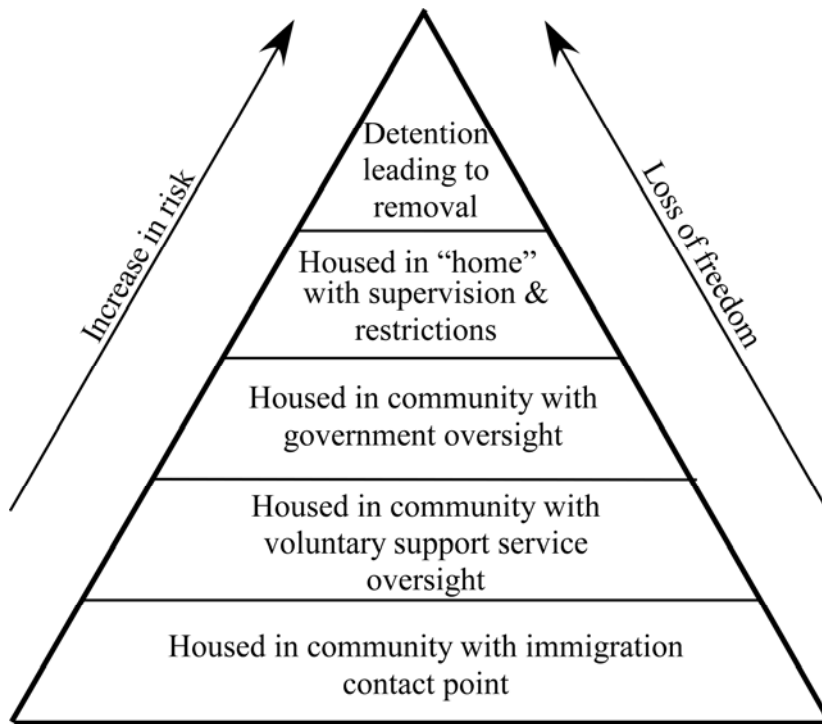 Increase in risk
Loss of freedom
Detention
leading to
removal
Housed in “home”
with supervision &
restrictions
Housed in community with
government oversight
Housed in community with
voluntary support service
oversight
Housed in community with immigration
contact point